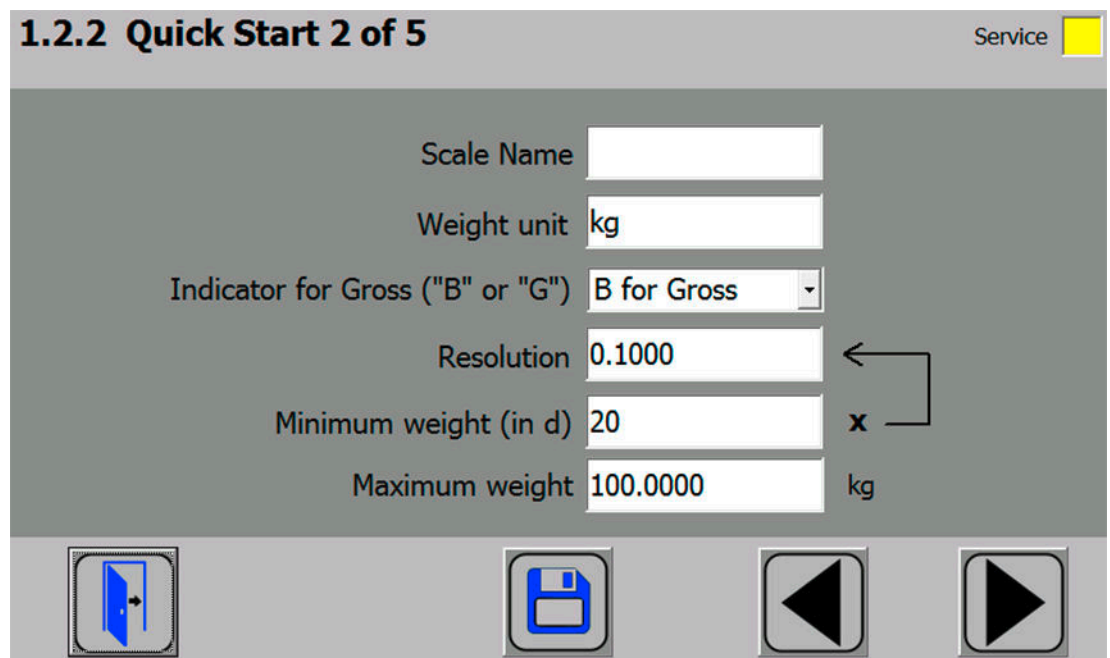 1.2.2 Quick Start 2 of 5
Service
Scale Name
Weight unit kg
Indicator for Gross ("B" or "G") B for Gross
Resolution 0.1000
Minimum weight (in d) 20 x
Maximum weight 100.0000 kg